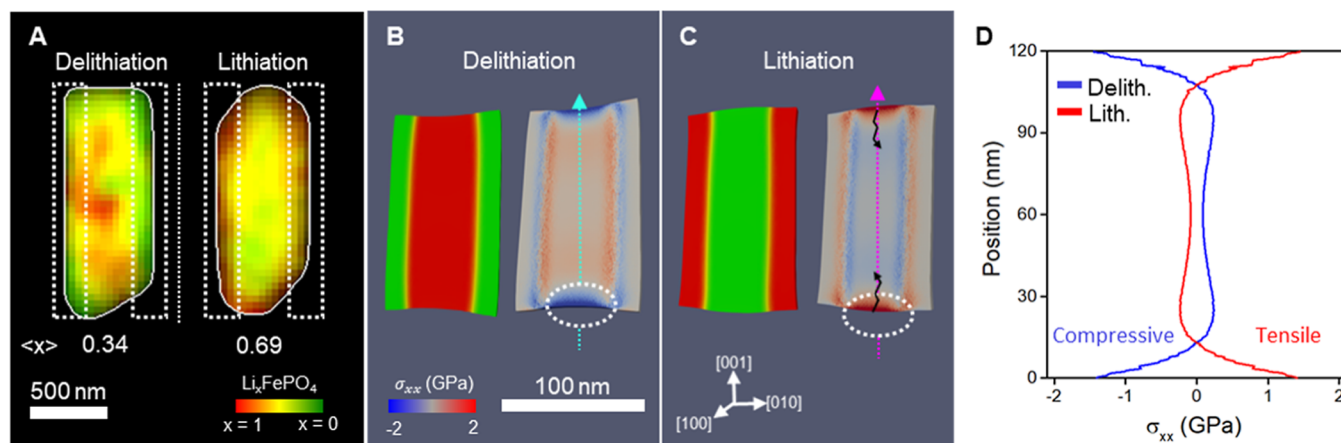 A
Delithiation Lithiation
<x> 0.34 0.69
500 nm
LixFePO4
x = 1 x = 0
B
Delithiation
σxx (GPa)
-2 2
100 nm
C
Lithiation
[001]
[010]
[100]
D
120
90
60
30
0
Position (nm)
Delith.
Lith.
Compressive Tensile
-2 -1 0 1 2
σxx (GPa)